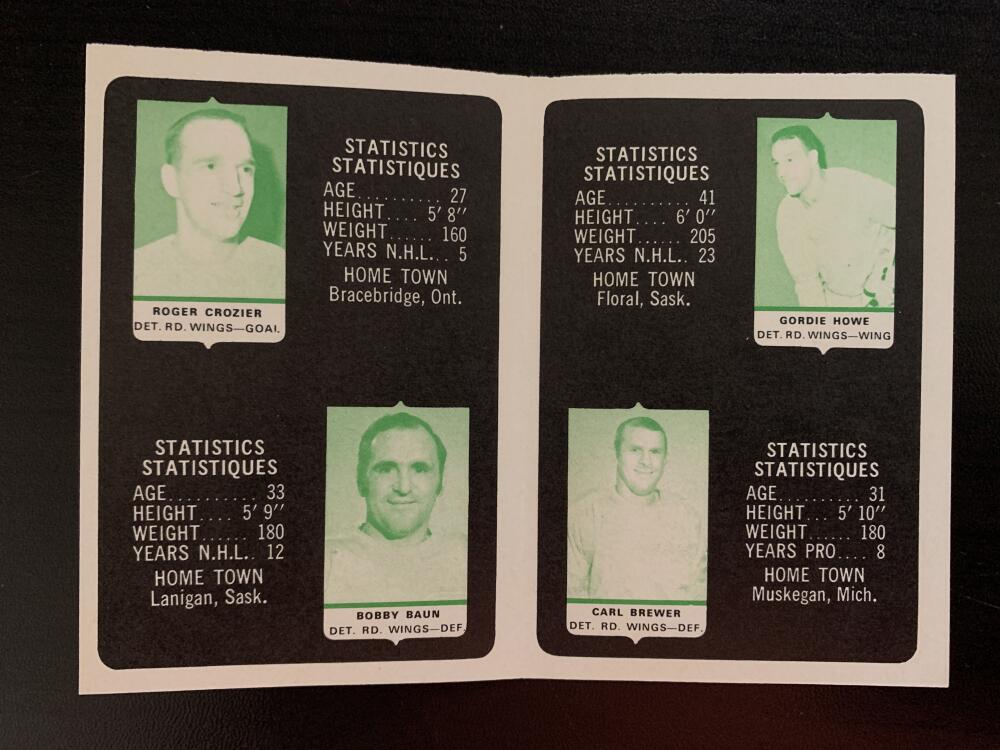 ROGER CROZIER
DET. RD. WINGS—GOAL
STATISTICS
STATISTIQUES
AGE.......... 27
HEIGHT.... 5' 8"
WEIGHT...... 160
YEARS N.H.L... 5
HOME TOWN
Bracebridge, Ont.
STATISTICS
STATISTIQUES
AGE.......... 33
HEIGHT.... 5' 9"
WEIGHT...... 180
YEARS N.H.L.. 12
HOME TOWN
Lanigan, Sask.
BOBBY BAUN
DET. RD. WINGS—DEF.
STATISTICS
STATISTIQUES
AGE.......... 41
HEIGHT.... 6' 0"
WEIGHT...... 205
YEARS N.H.L.. 23
HOME TOWN
Floral, Sask.
GORDIE HOWE
DET. RD. WINGS—WING
CARL BREWER
DET. RD. WINGS—DEF.
STATISTICS
STATISTIQUES
AGE.......... 31
HEIGHT... 5' 10"
WEIGHT...... 180
YEARS PRO.... 8
HOME TOWN
Muskegan, Mich.